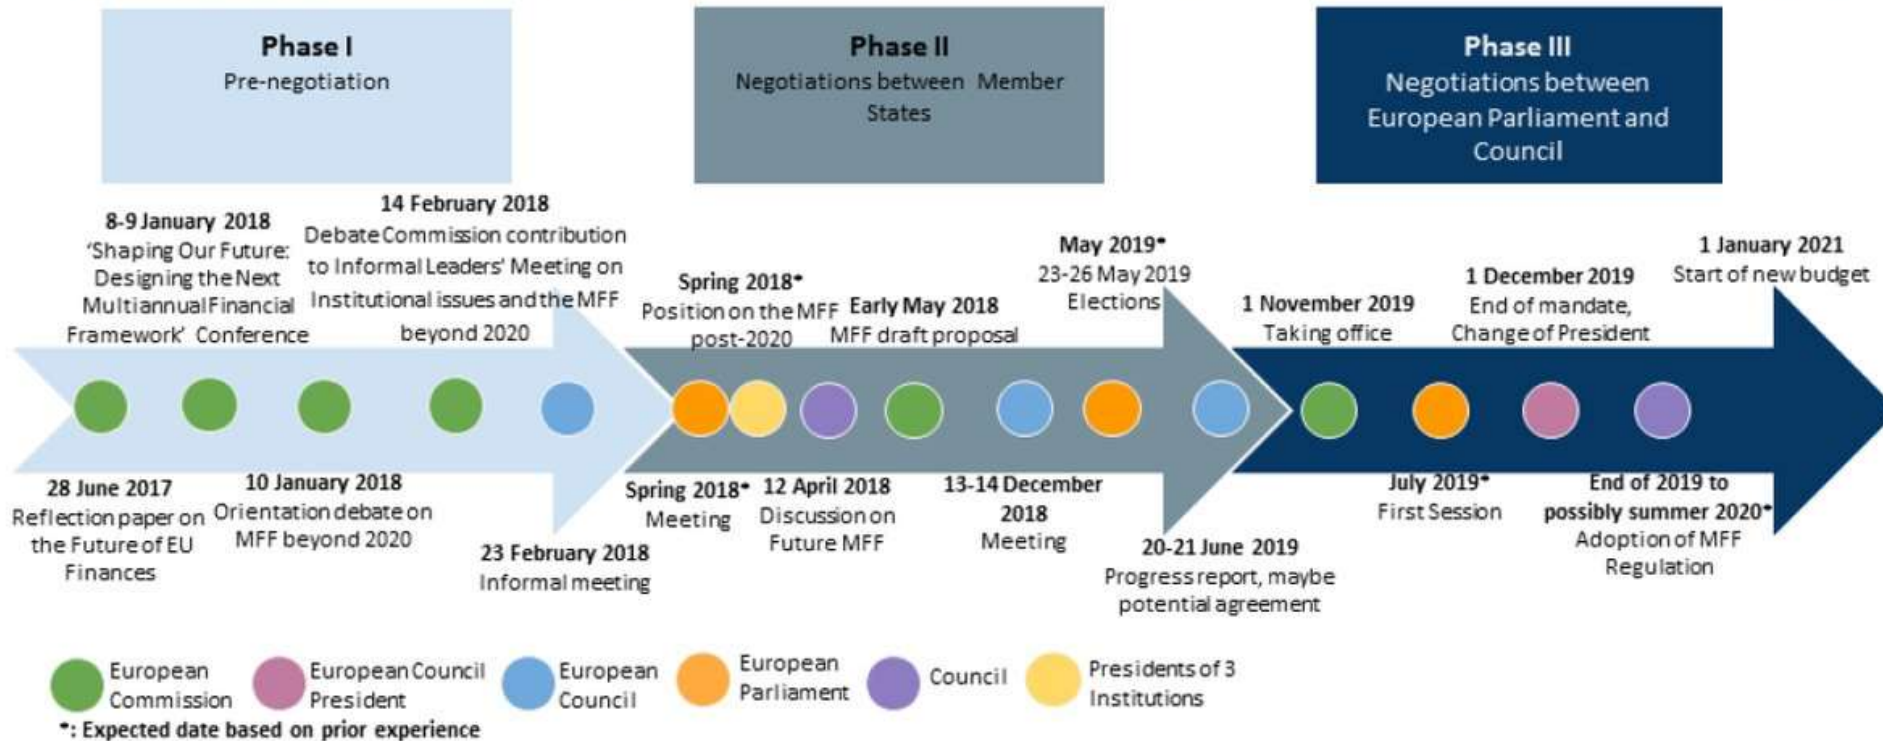 Phase I
Pre-negotiation
Phase II
Negotiations between Member
States
Phase III
Negotiations between
European Parliament and
Council
8-9 January 2018
‘Shaping Our Future:
Designing the Next
Multiannual Financial
Framework’ Conference
14 February 2018
Debate Commission contribution
to Informal Leaders’ Meeting on
Institutional issues and the MFF
beyond 2020
Spring 2018*
Position on the MFF
post-2020
Early May 2018
MFF draft proposal
May 2019*
23-26 May 2019
Elections
1 November 2019
Taking office
1 December 2019
End of mandate,
Change of President
1 January 2021
Start of new budget
28 June 2017
Reflection paper on
the Future of EU
Finances
10 January 2018
Orientation debate on
MFF beyond 2020
23 February 2018
Informal meeting
Spring 2018*
Meeting
12 April 2018
Discussion on
Future MFF
13-14 December
2018
Meeting
20-21 June 2019
Progress report, maybe
potential agreement
July 2019*
First Session
End of 2019 to
possibly summer 2020*
Adoption of MFF
Regulation
European
Commission
European Council
President
European
Council
European
Parliament
Council
Presidents of 3
Institutions
*: Expected date based on prior experience